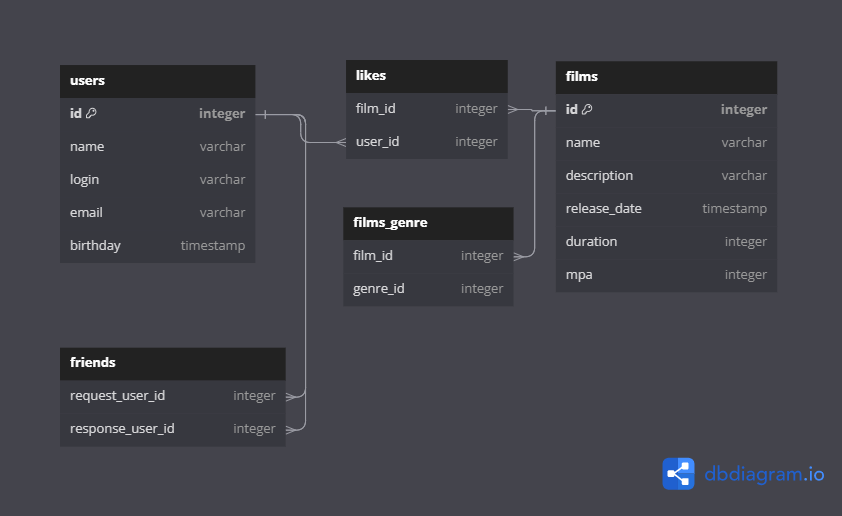 users
id integer
name varchar
login varchar
email varchar
birthday timestamp
likes
film_id integer
user_id integer
films
id integer
name varchar
description varchar
release_date timestamp
duration integer
mpa integer
films_genre
film_id integer
genre_id integer
friends
request_user_id integer
response_user_id integer
dbdiagram.io